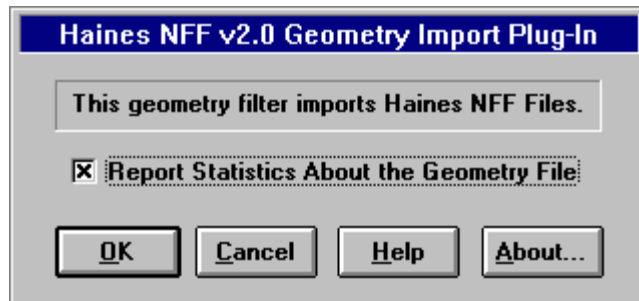 Haines NFF v2.0 Geometry Import Plug-In
This geometry filter imports Haines NFF Files.
Report Statistics About the Geometry File
OK Cancel Help About...